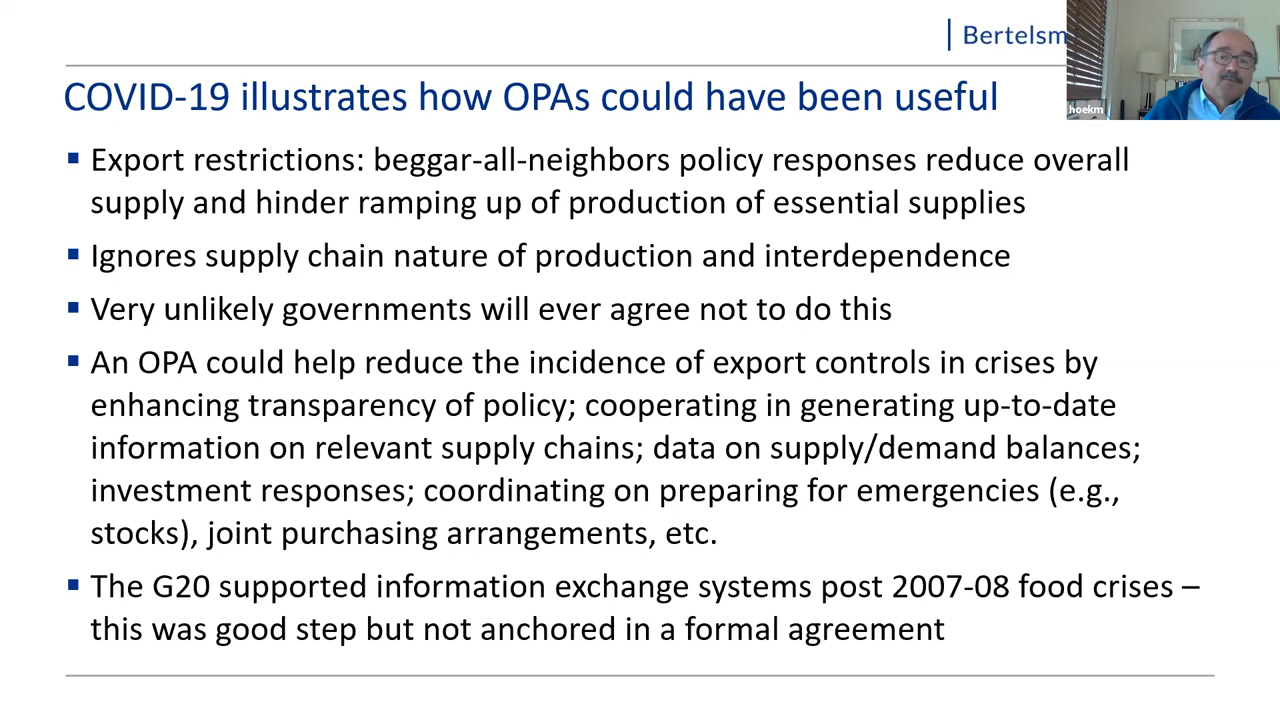 Bertelsm
hoekm
COVID-19 illustrates how OPAs could have been useful
▪ Export restrictions: beggar-all-neighbors policy responses reduce overall
supply and hinder ramping up of production of essential supplies
▪ Ignores supply chain nature of production and interdependence
▪ Very unlikely governments will ever agree not to do this
▪ An OPA could help reduce the incidence of export controls in crises by
enhancing transparency of policy; cooperating in generating up-to-date
information on relevant supply chains; data on supply/demand balances;
investment responses; coordinating on preparing for emergencies (e.g.,
stocks), joint purchasing arrangements, etc.
▪ The G20 supported information exchange systems post 2007-08 food crises –
this was good step but not anchored in a formal agreement